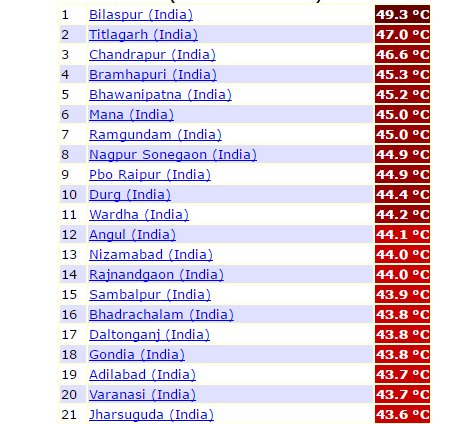 1 Bilaspur (India) 49.3 °C
2 Titlagarh (India) 47.0 °C
3 Chandrapur (India) 46.6 °C
4 Bramhapuri (India) 45.3 °C
5 Bhawanipatna (India) 45.2 °C
6 Mana (India) 45.0 °C
7 Ramgundam (India) 45.0 °C
8 Nagpur Sonegaon (India) 44.9 °C
9 Pbo Raipur (India) 44.9 °C
10 Durg (India) 44.4 °C
11 Wardha (India) 44.2 °C
12 Angul (India) 44.1 °C
13 Nizamabad (India) 44.0 °C
14 Rajnandgaon (India) 44.0 °C
15 Sambalpur (India) 43.9 °C
16 Bhadrachalam (India) 43.8 °C
17 Daltonganj (India) 43.8 °C
18 Gondia (India) 43.8 °C
19 Adilabad (India) 43.7 °C
20 Varanasi (India) 43.7 °C
21 Jharsuguda (India) 43.6 °C